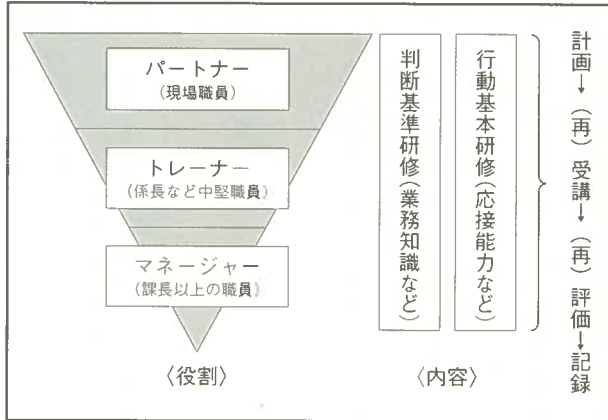 パートナー
(現場職員)
トレーナー
(係長など中堅職員)
マネージャー
(課長以上の職員)
〈役割〉
判断基準研修(業務知識など)
行動基本研修(応接能力など)
〈内容〉
計画→(再)受講→(再)評価→記録